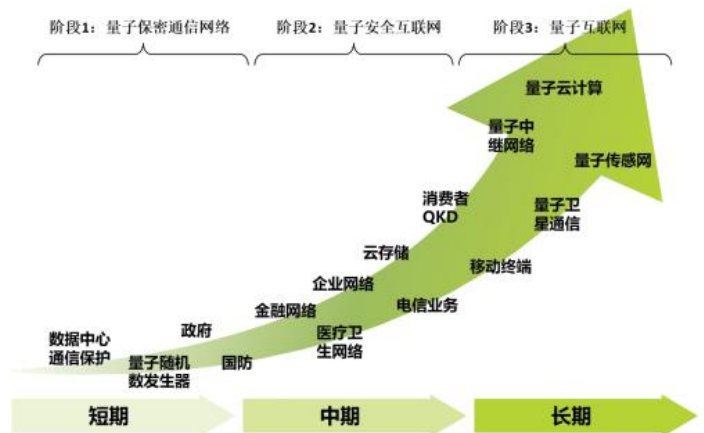 阶段1：量子保密通信网络
阶段2：量子安全互联网
阶段3：量子互联网
量子云计算
量子中
继网络
量子传感网
消费者
QKD
量子卫
星通信
云存储
移动终端
企业网络
电信业务
金融网络
政府
医疗卫
生网络
数据中心
通信保护
量子随机
数发生器
国防
短期
中期
长期